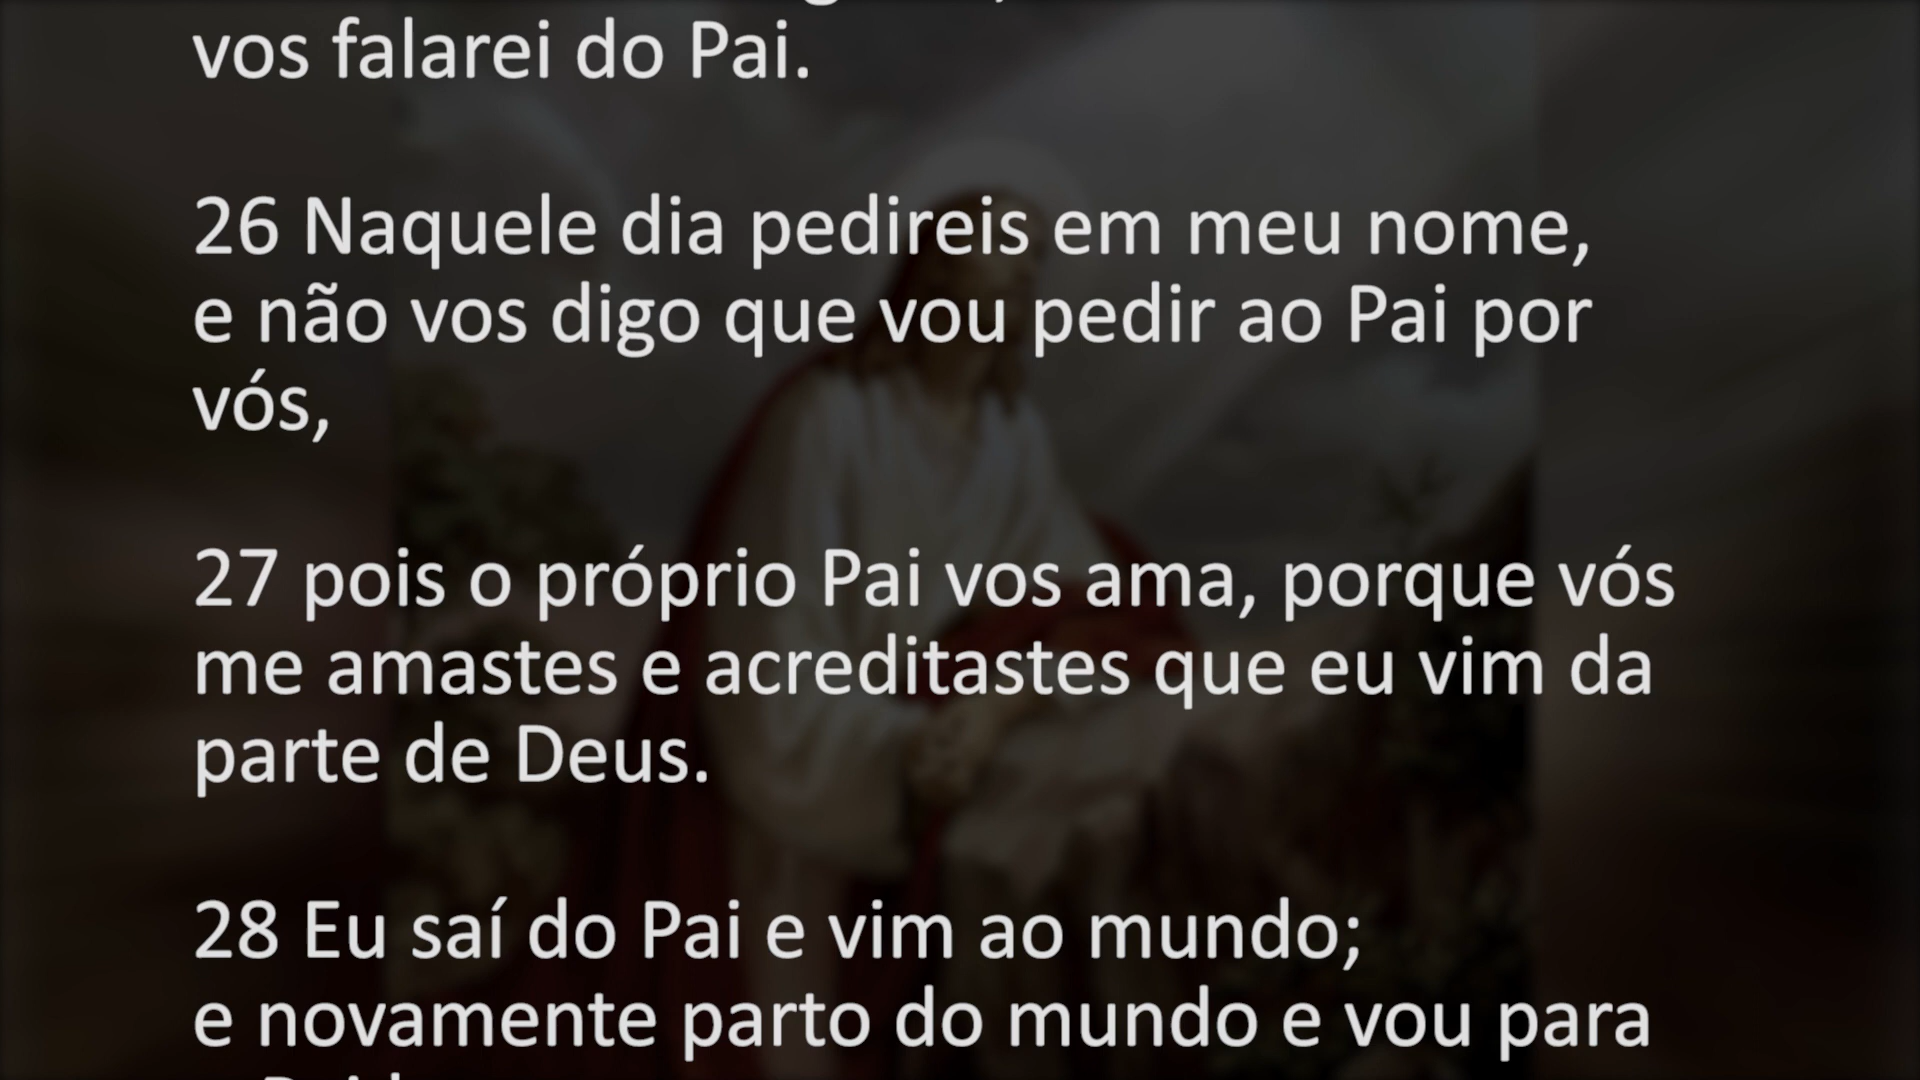 vos falarei do Pai.
26 Naquele dia pedireis em meu nome,
e não vos digo que vou pedir ao Pai por
vós,
27 pois o próprio Pai vos ama, porque vós
me amastes e acreditastes que eu vim da
parte de Deus.
28 Eu saí do Pai e vim ao mundo;
e novamente parto do mundo e vou para